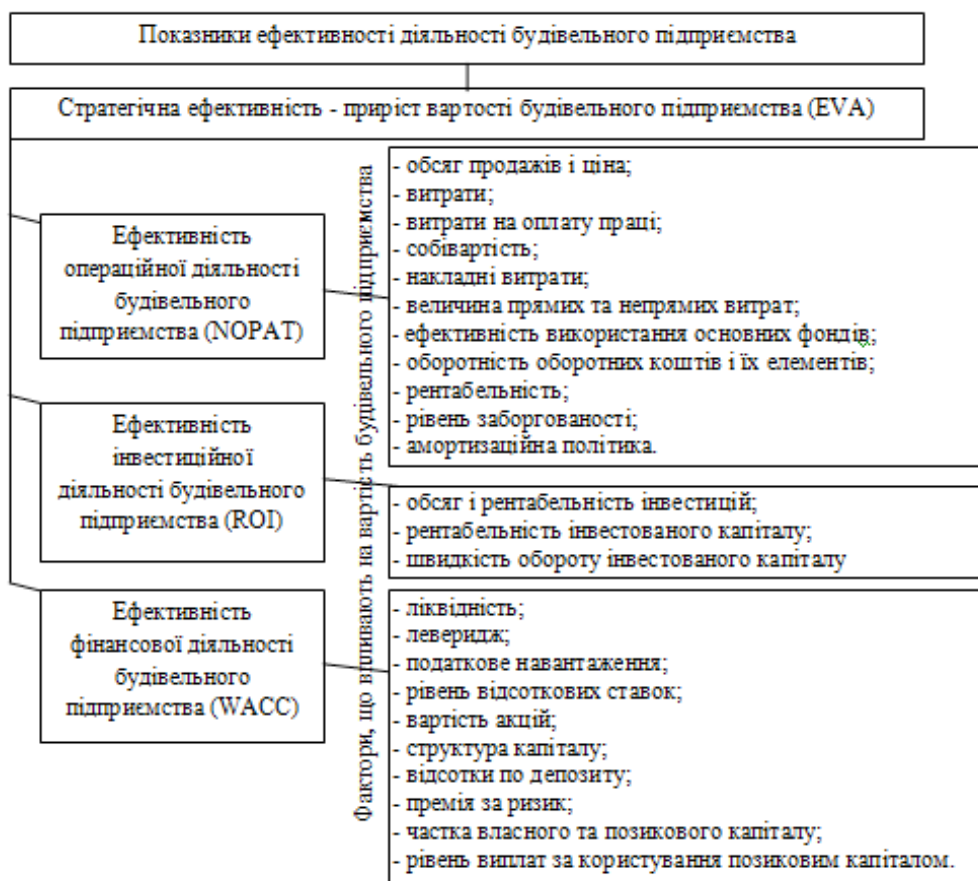 Показники ефективності діяльності будівельного підприємства
Стратегічна ефективність - приріст вартості будівельного підприємства (EVA)
Ефективність
операційної діяльності
будівельного
підприємства (NOPAT)
Ефективність
інвестиційної
діяльності будівельного
підприємства (ROI)
Ефективність
фінансової діяльності
будівельного
підприємства (WACC)
Фактори, що впливають на вартість будівельного підприємства
- обсяг продажів і ціна;
- витрати;
- витрати на оплату праці;
- собівартість;
- накладні витрати;
- величина прямих та непрямих витрат;
- ефективність використання основних фондів;
- оборотність оборотних коштів і їх елементів;
- рентабельність;
- рівень заборгованості;
- амортизаційна політика.
- обсяг і рентабельність інвестицій;
- рентабельність інвестованого капіталу;
- швидкість обороту інвестованого капіталу
- ліквідність;
- леверидж;
- податкове навантаження;
- рівень відсоткових ставок;
- вартість акцій;
- структура капіталу;
- відсотки по депозиту;
- премія за ризик;
- частка власного та позикового капіталу;
- рівень виплат за користування позиковим капіталом.